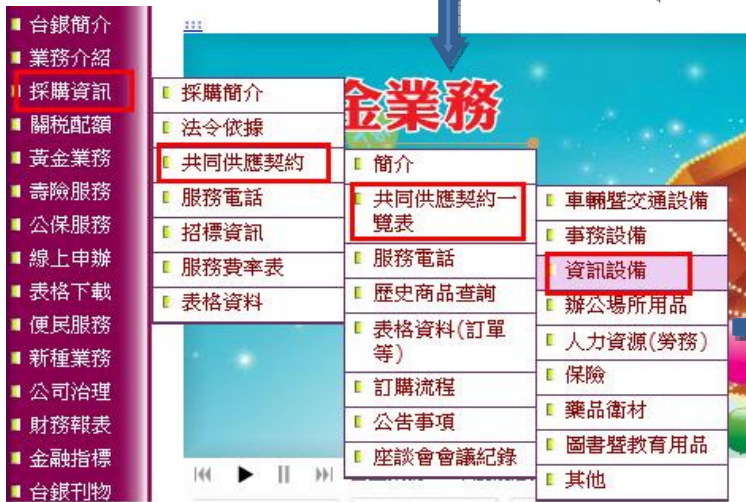 台銀簡介
業務介紹
採購資訊
關稅配額
黃金業務
壽險服務
公保服務
線上申辦
表格下載
便民服務
新種業務
公司治理
財務報表
金融指標
台銀刊物
採購簡介
法令依據
共同供應契約
服務電話
招標資訊
服務費率表
表格資料
金業務
簡介
共同供應契約一
覽表
服務電話
歷史商品查詢
表格資料(訂單
等)
訂購流程
公告事項
座談會會議紀錄
車輛暨交通設備
事務設備
資訊設備
辦公場所用品
人力資源(勞務)
保險
藥品衛材
圖書暨教育用品
其他